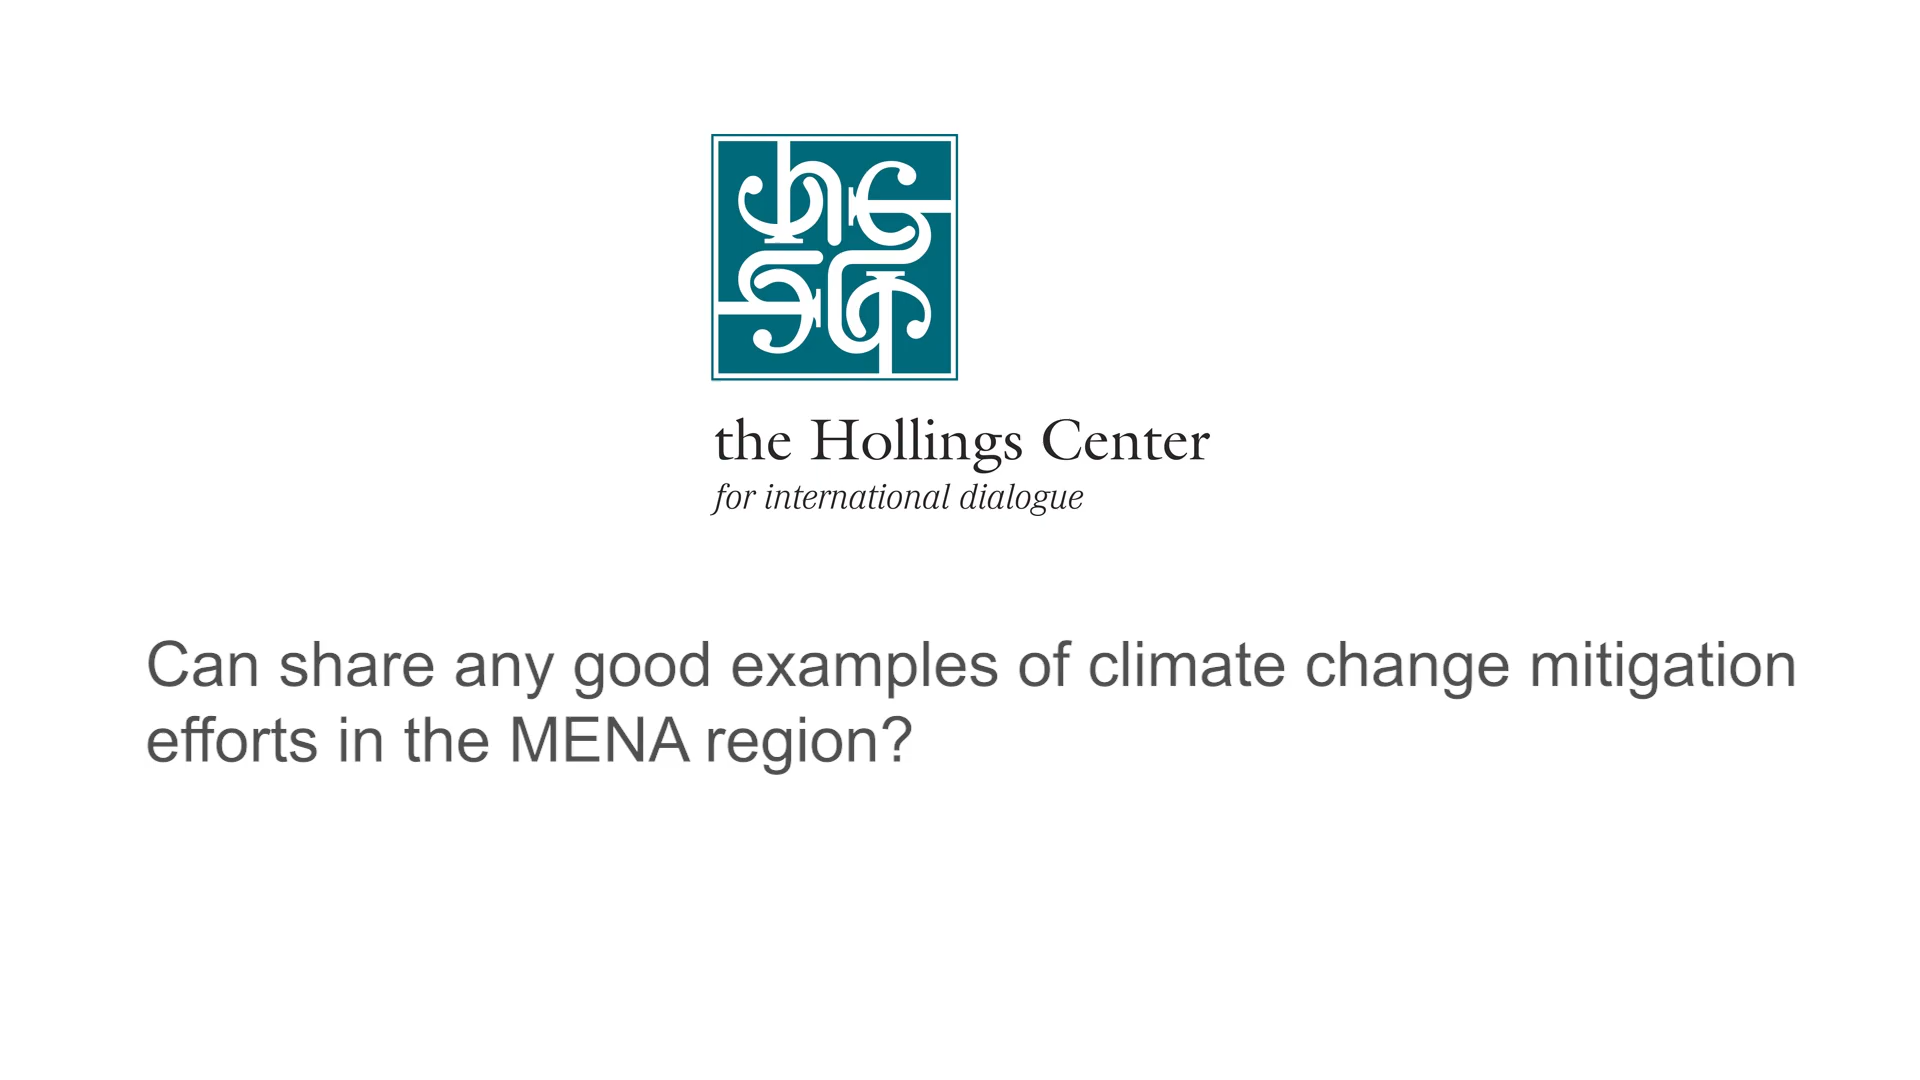 the Hollings Center
for international dialogue
Can share any good examples of climate change mitigation
efforts in the MENA region?